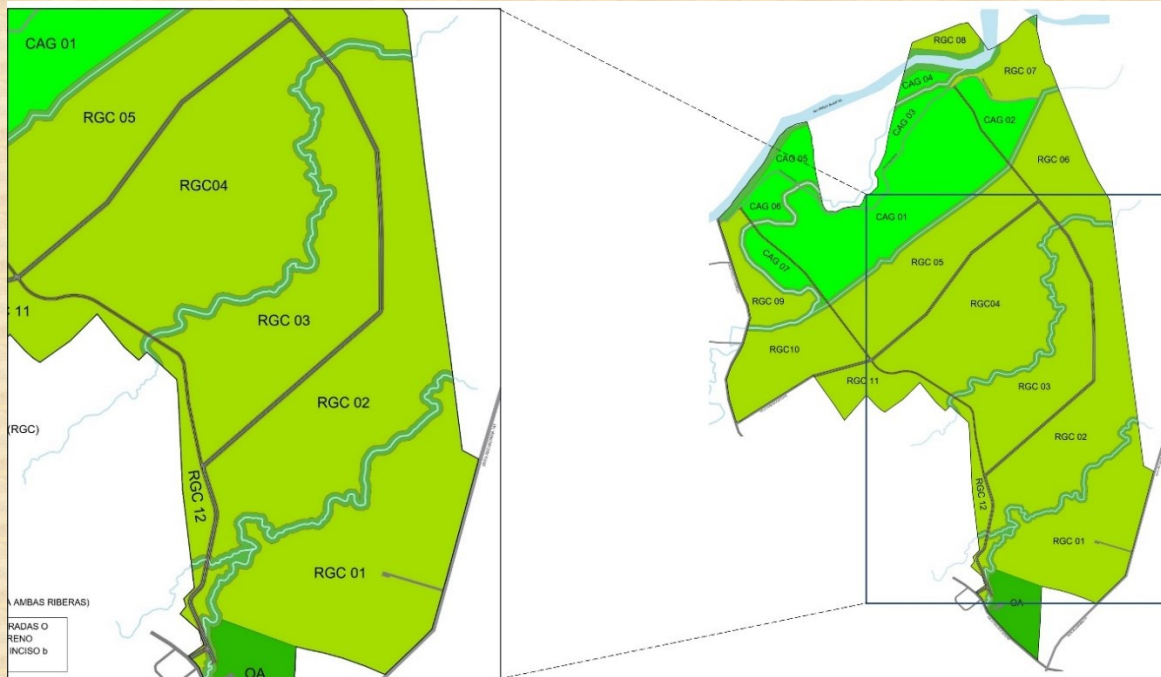 CAG 01
RGC 05
RGC04
C 11
RGC 03
(RGC)
RGC 02
RGC 12
RGC 01
A AMBAS RIBERAS)
RADAS O
RENO
INCISO b
OA
RGC 08
CAG 04
RGC 07
CAG 03
CAG 02
CAG 05
RGC 06
CAG 06
CAG 01
CAG 07
RGC 05
RGC 09
RGC04
RGC10
RGC 11
RGC 03
RGC 02
RGC 12
RGC 01
OA